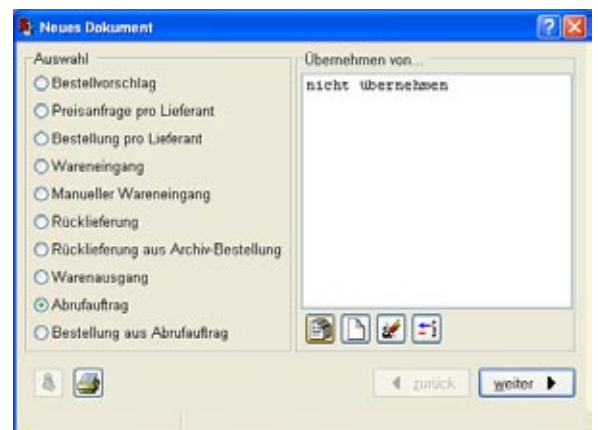 Neues Dokument
Auswahl
Bestellvorschlag
Preisanfrage pro Lieferant
Bestellung pro Lieferant
Wareneingang
Manueller Wareneingang
Rücklieferung
Rücklieferung aus Archiv-Bestellung
Warenausgang
Abrufauftrag
Bestellung aus Abrufauftrag
Übernehmen von...
nicht übernehmen
zurück
weiter